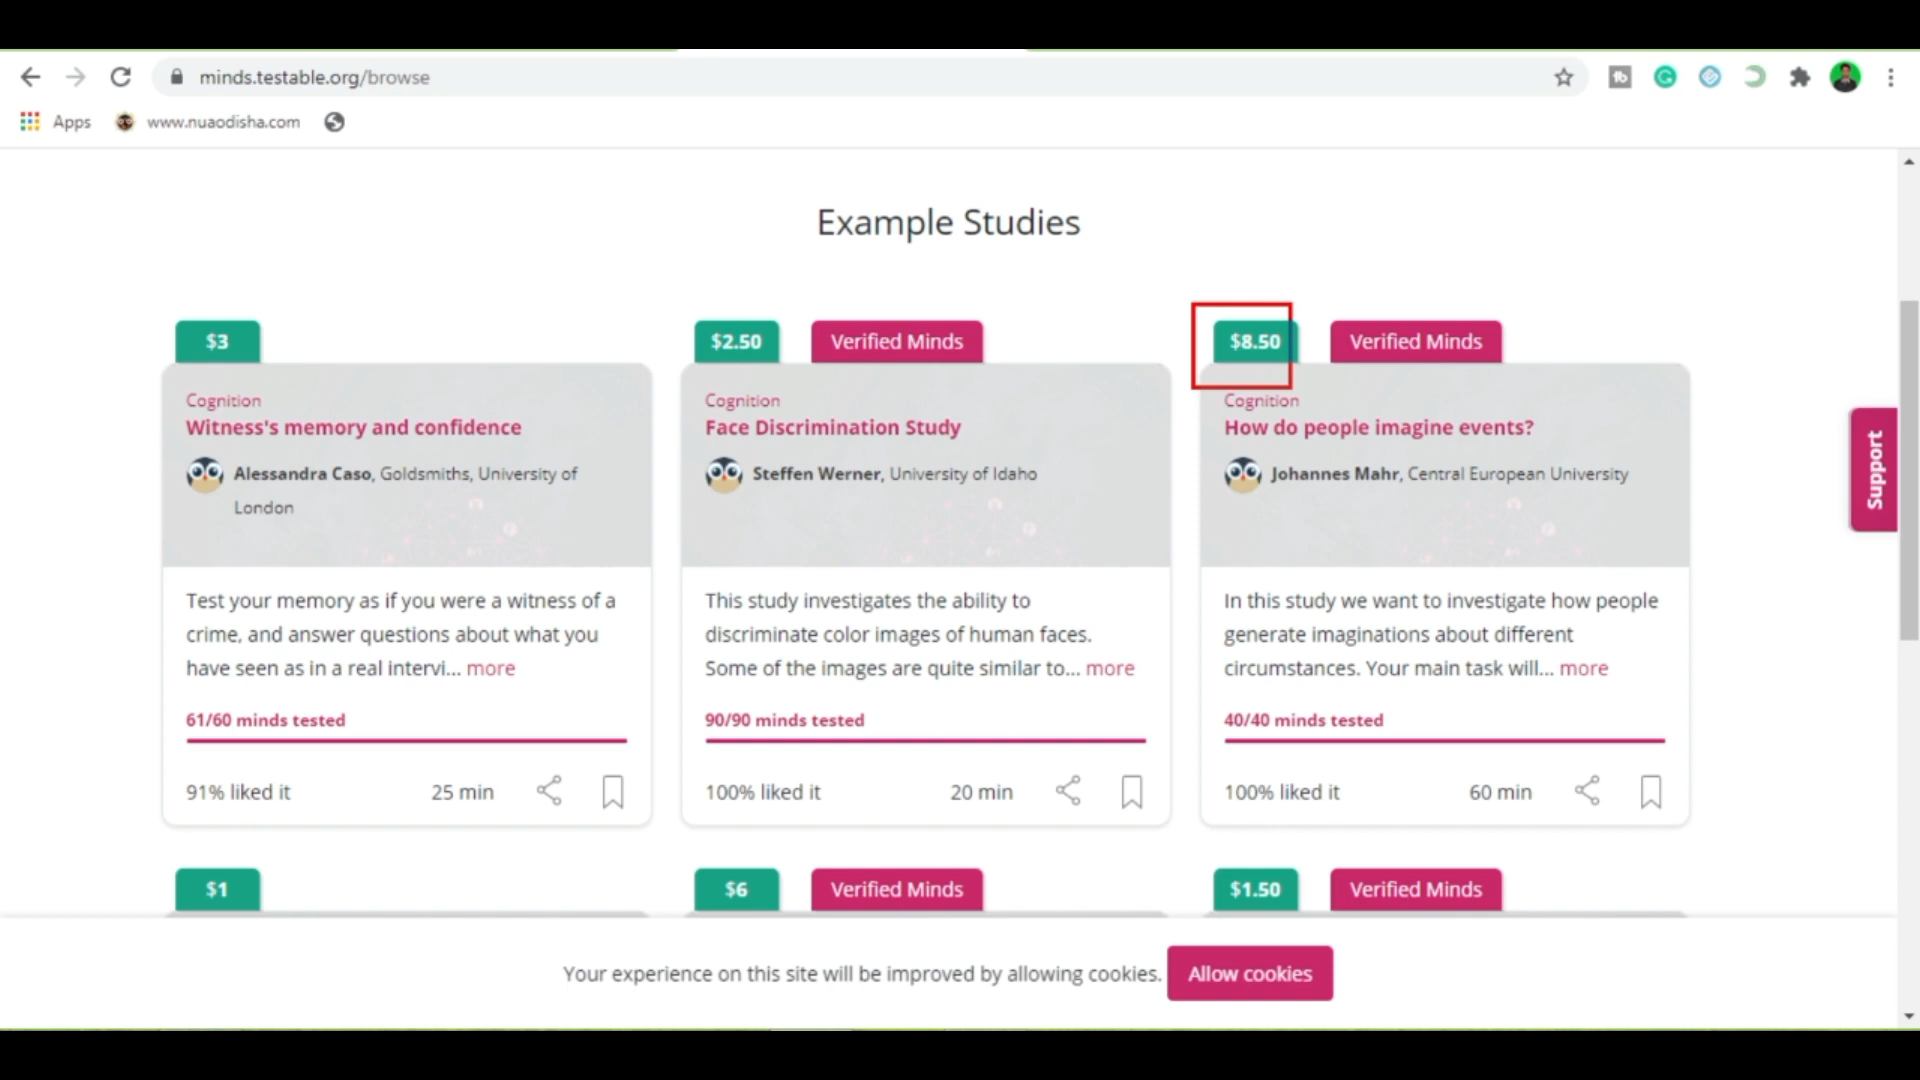 minds.testable.org/browse
Apps
www.nuaodisha.com
Example Studies
$3
$2.50
Verified Minds
$8.50
Verified Minds
Cognition
Witness's memory and confidence
Alessandra Caso, Goldsmiths, University of
London
Cognition
Face Discrimination Study
Steffen Werner, University of Idaho
Cognition
How do people imagine events?
Johannes Mahr, Central European University
Support
Test your memory as if you were a witness of a
crime, and answer questions about what you
have seen as in a real intervi... more
This study investigates the ability to
discriminate color images of human faces.
Some of the images are quite similar to... more
In this study we want to investigate how people
generate imaginations about different
circumstances. Your main task will... more
61/60 minds tested
90/90 minds tested
40/40 minds tested
91% liked it
25 min
100% liked it
20 min
100% liked it
60 min
$1
$6
Verified Minds
$1.50
Verified Minds
Your experience on this site will be improved by allowing cookies.
Allow cookies